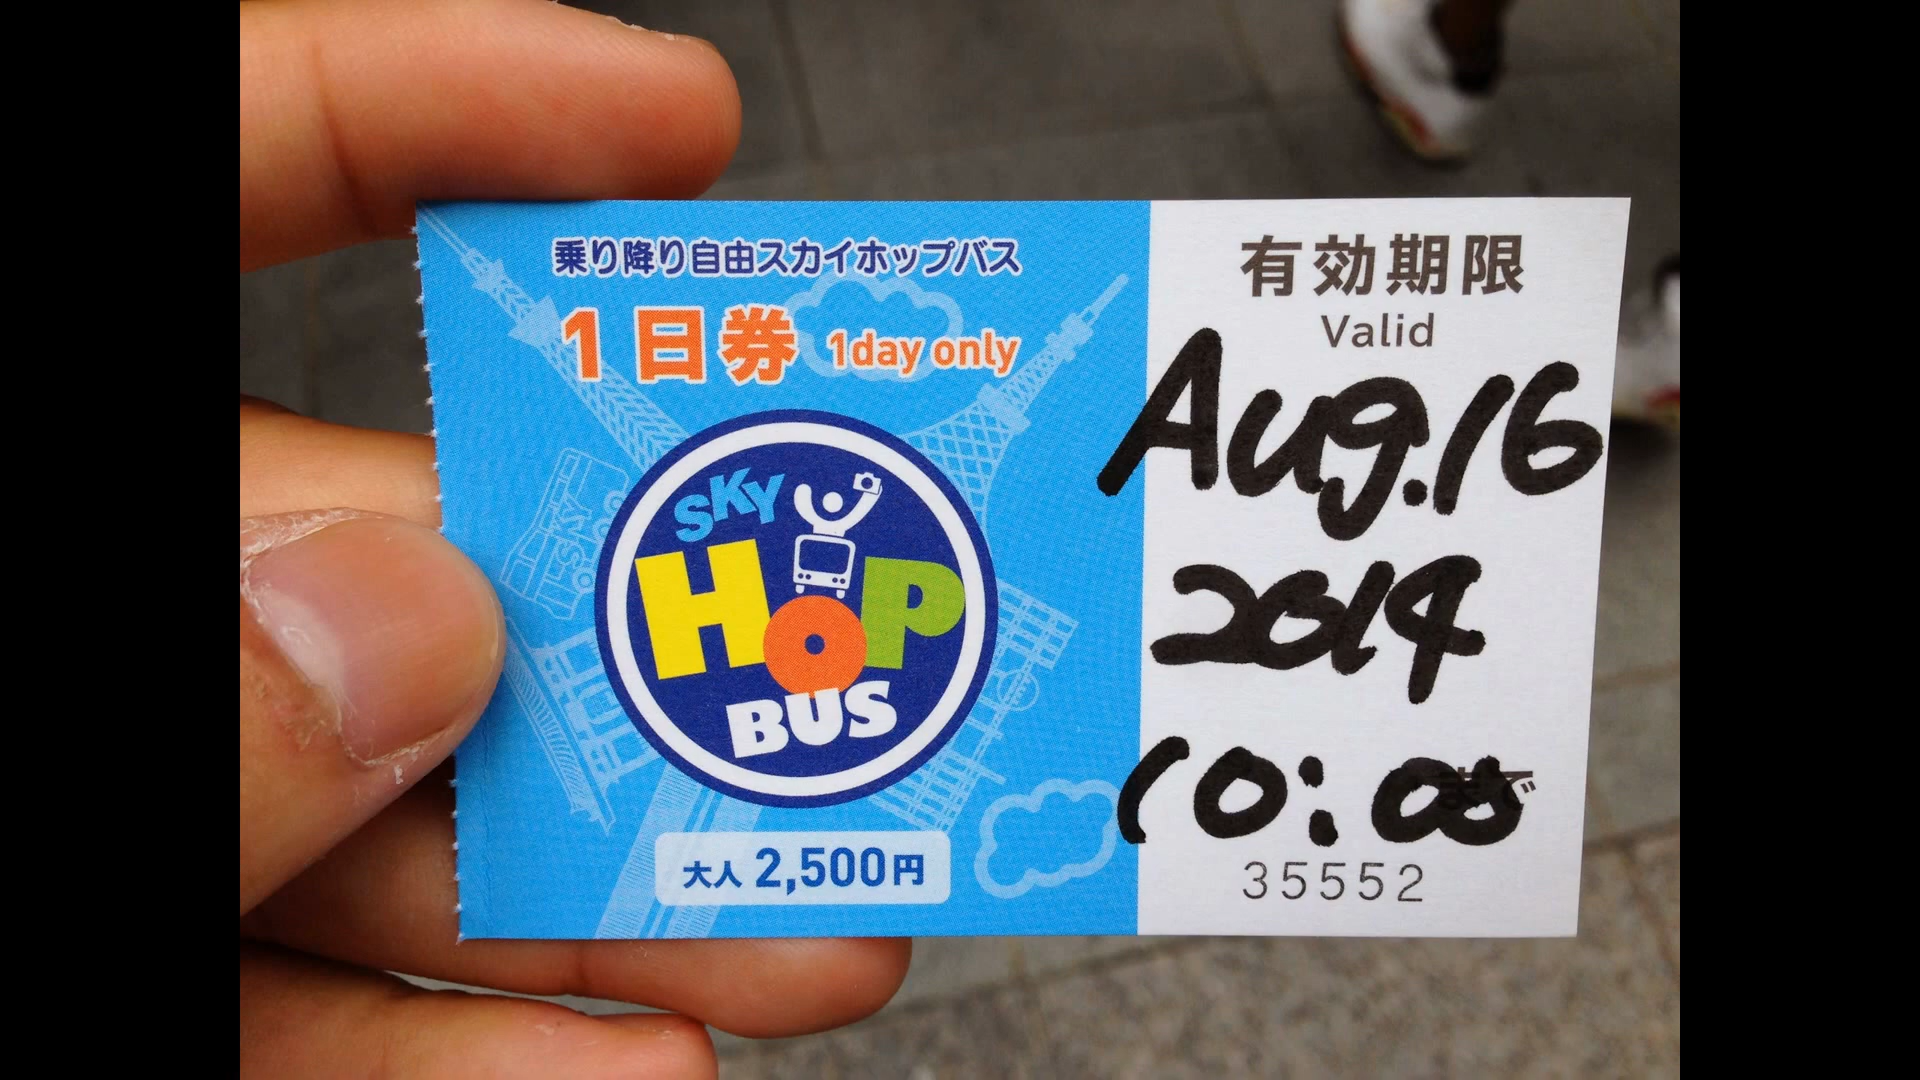 乗り降り自由スカイホップバス
1日券 1day only
SKY
HOP
BUS
大人 2,500円
有効期限
Valid
Aug.16
2014
10:00
まで
35552